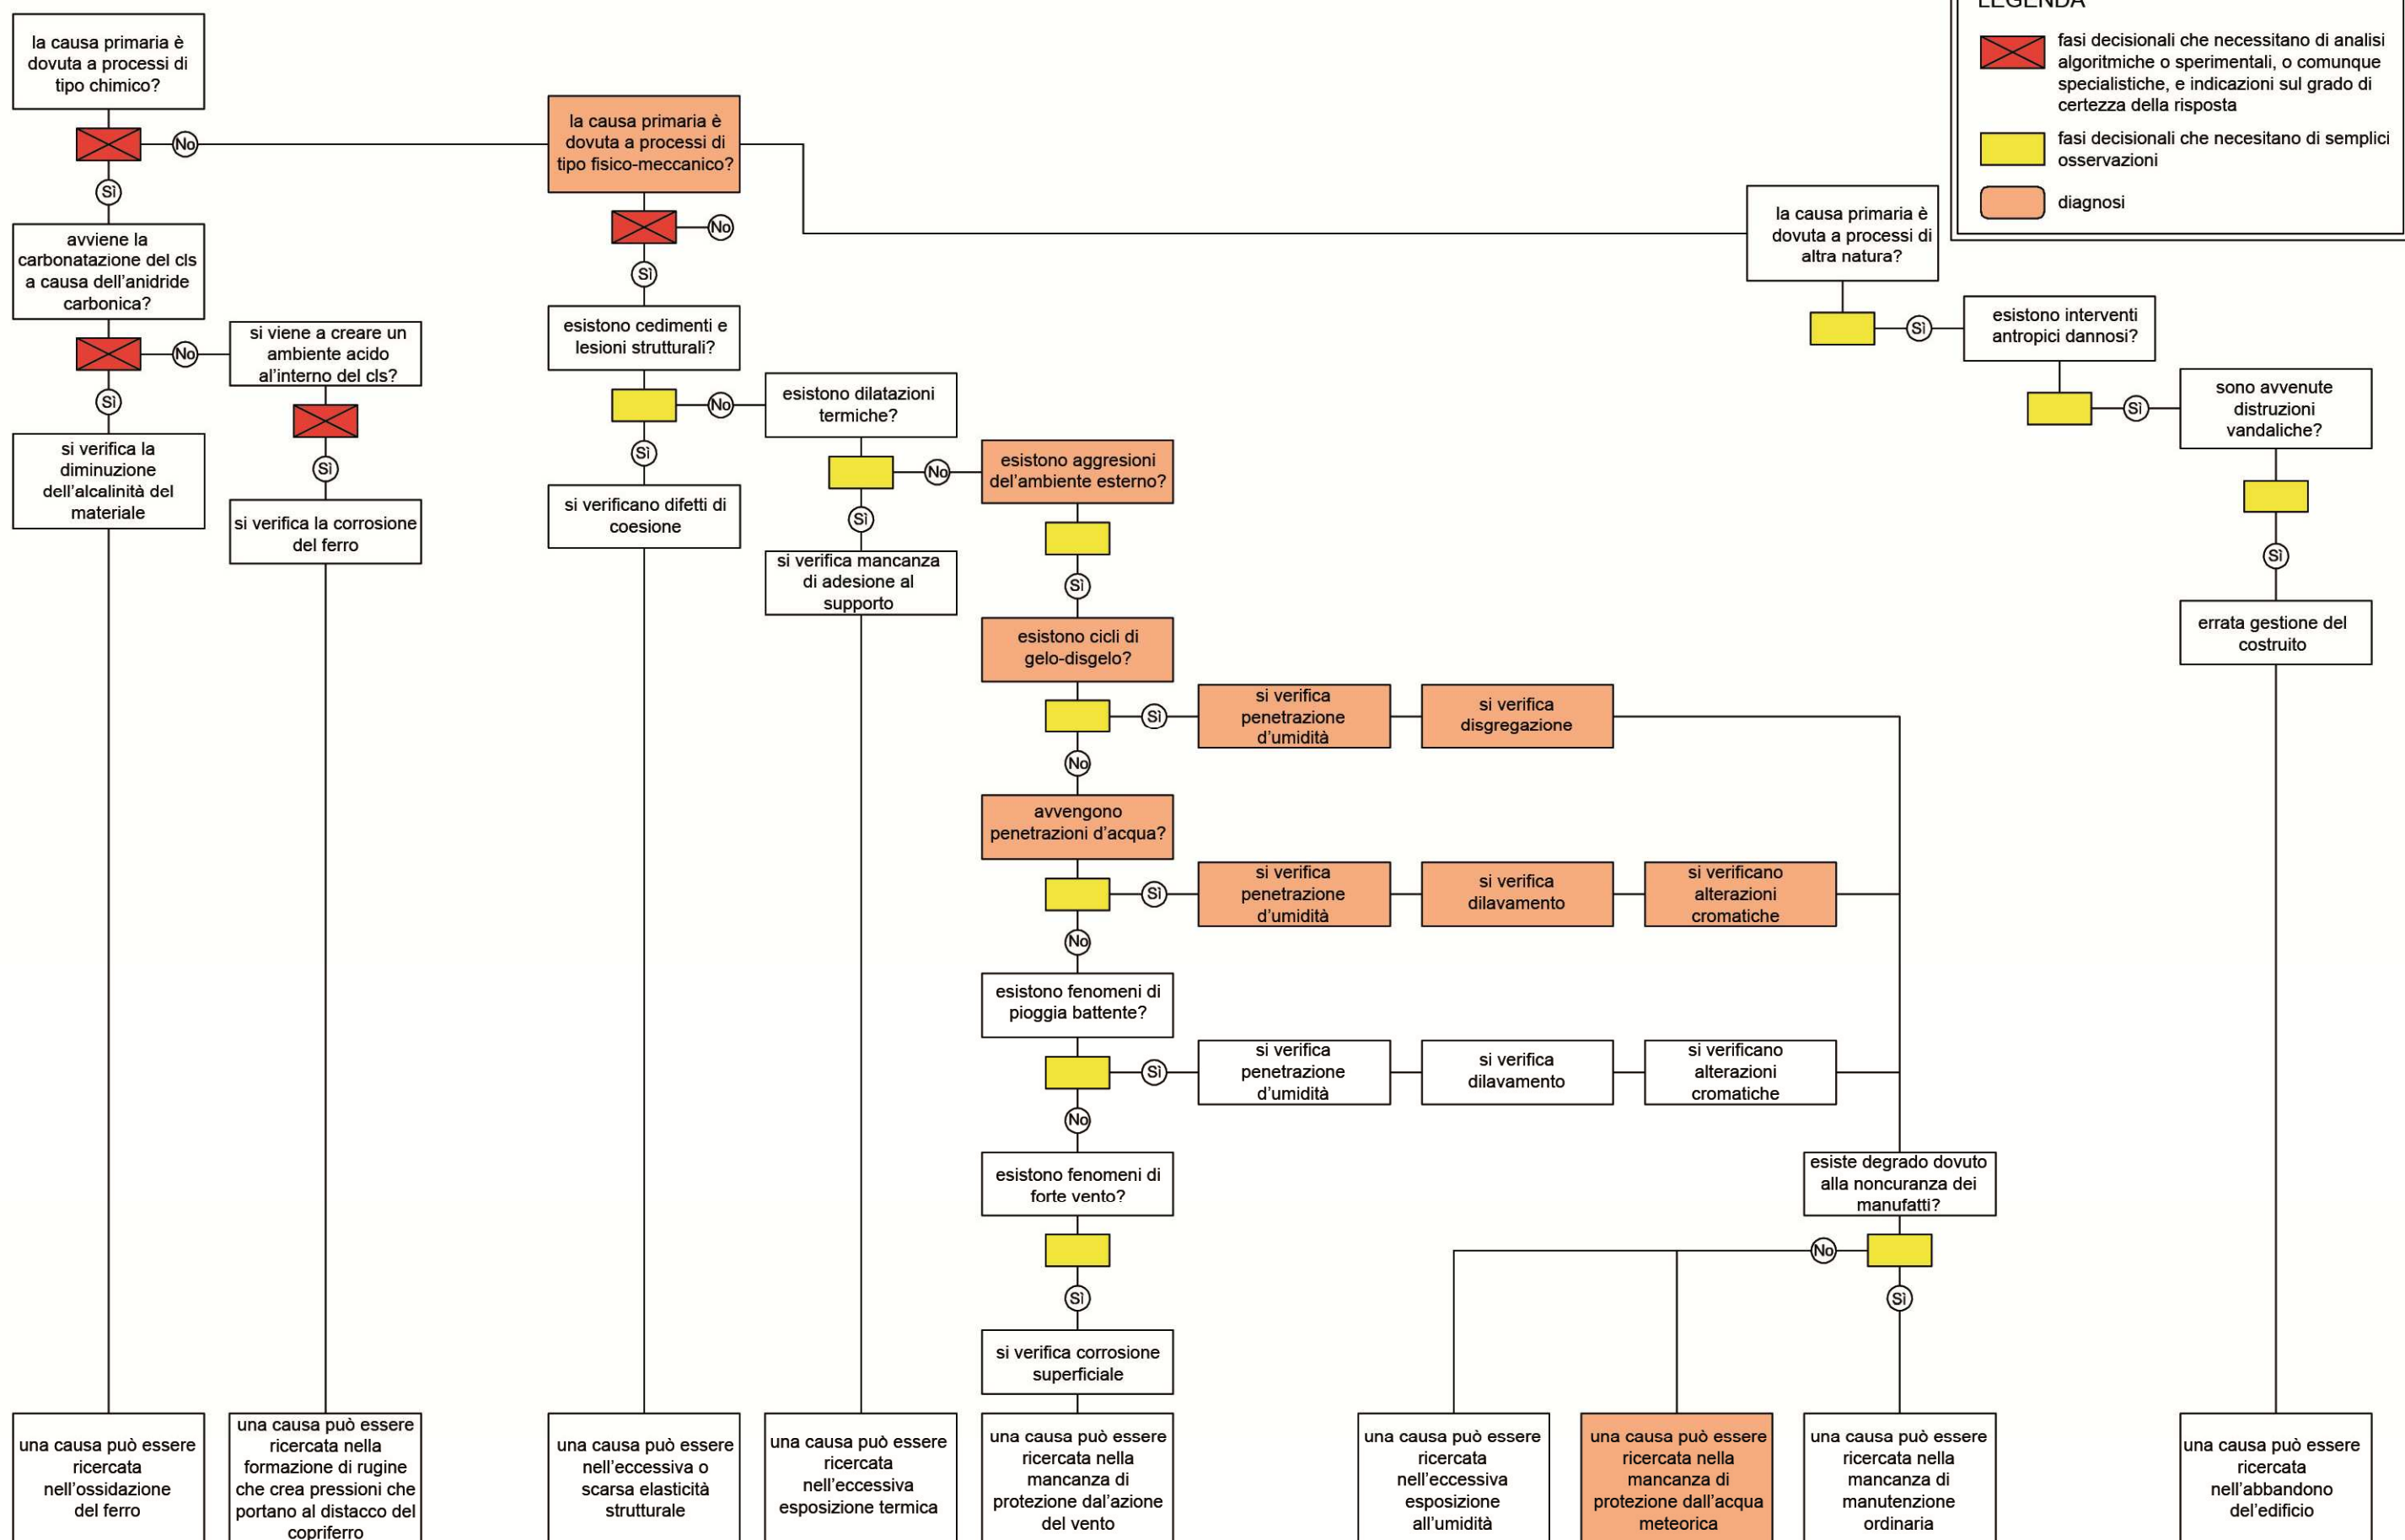 LEGENDA
fasi decisionali che necessitano di analisi
algoritmiche o sperimentali, o comunque
specialistiche, e indicazioni sul grado di
certezza della risposta
fasi decisionali che necesitano di semplici
osservazioni
diagnosi
la causa primaria è
dovuta a processi di
tipo chimico?
No
Sì
avviene la
carbonatazione del cls
a causa dell'anidride
carbonica?
No
Sì
si viene a creare un
ambiente acido
al'interno del cls?
Sì
si verifica la
diminuzione
dell'alcalinità del
materiale
si verifica la corrosione
del ferro
la causa primaria è
dovuta a processi di
tipo fisico-meccanico?
No
Sì
esistono cedimenti e
lesioni strutturali?
No
Sì
si verificano difetti di
coesione
esistono dilatazioni
termiche?
No
Sì
si verifica mancanza
di adesione al
supporto
esistono aggresioni
del'ambiente esterno?
Sì
esistono cicli di
gelo-disgelo?
Sì
si verifica
penetrazione
d'umidità
si verifica
disgregazione
No
avvengono
penetrazioni d'acqua?
Sì
si verifica
penetrazione
d'umidità
si verifica
dilavamento
si verificano
alterazioni
cromatiche
No
esistono fenomeni di
pioggia battente?
Sì
si verifica
penetrazione
d'umidità
si verifica
dilavamento
si verificano
alterazioni
cromatiche
No
esistono fenomeni di
forte vento?
Sì
si verifica corrosione
superficiale
esiste degrado dovuto
alla noncuranza dei
manufatti?
No
Sì
la causa primaria è
dovuta a processi di
altra natura?
Sì
esistono interventi
antropici dannosi?
Sì
sono avvenute
distruzioni
vandaliche?
Sì
errata gestione del
costruito
una causa può essere
ricercata
nell'ossidazione
del ferro
una causa può essere
ricercata nella
formazione di rugine
che crea pressioni che
portano al distacco del
copriferro
una causa può essere
nell'eccessiva o
scarsa elasticità
strutturale
una causa può essere
ricercata
nell'eccessiva
esposizione termica
una causa può essere
ricercata nella
mancanza di
protezione dal'azione
del vento
una causa può essere
ricercata
nell'eccessiva
esposizione
all'umidità
una causa può essere
ricercata nella
mancanza di
protezione dall'acqua
meteorica
una causa può essere
ricercata nella
mancanza di
manutenzione
ordinaria
una causa può essere
ricercata
nell'abbandono
del'edificio